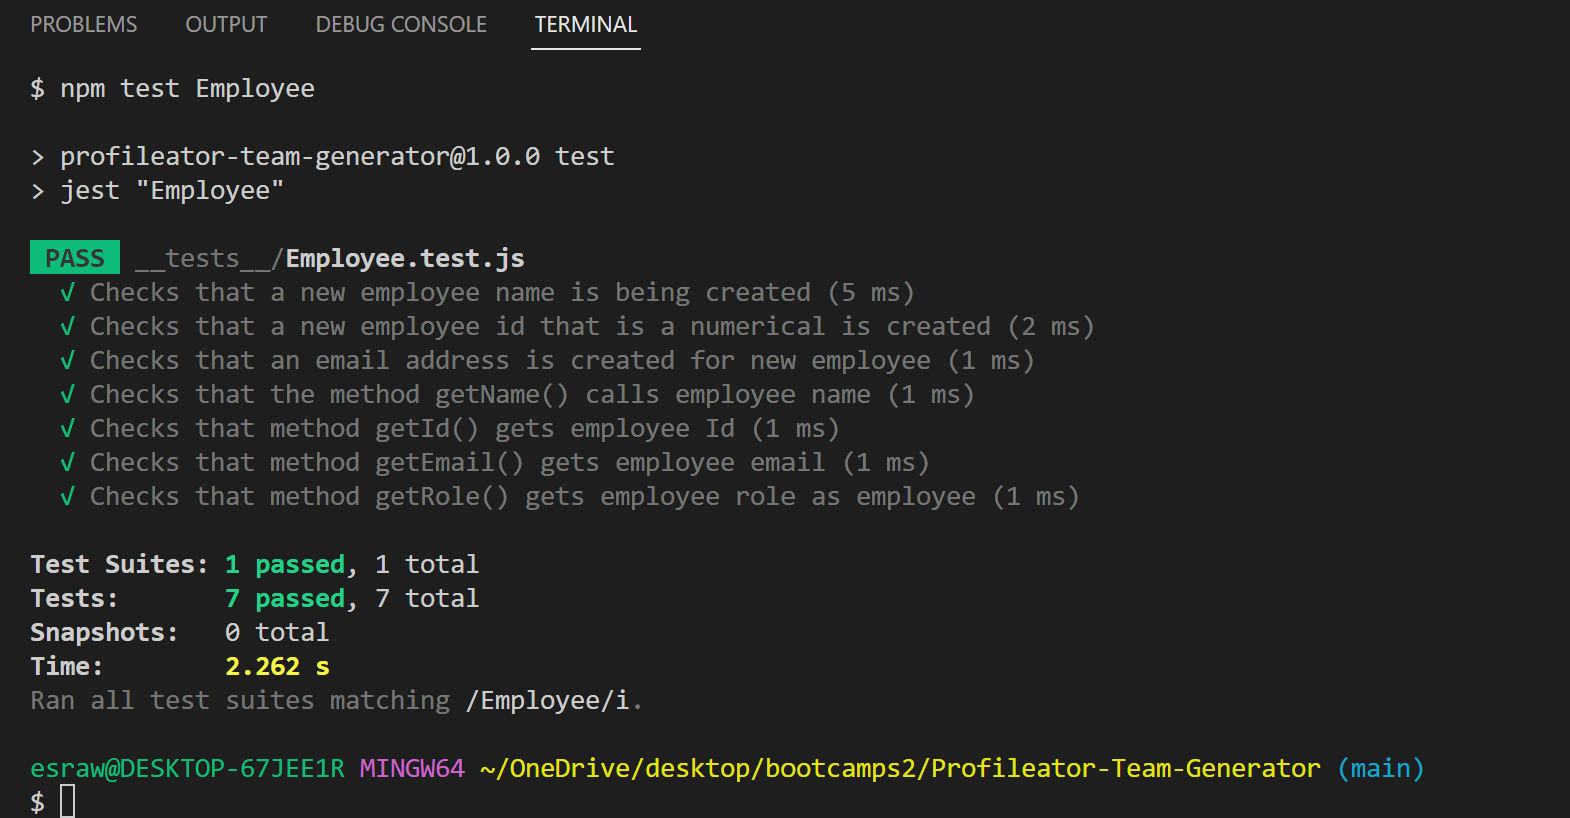 PROBLEMS OUTPUT DEBUG CONSOLE TERMINAL
$ npm test Employee
> profileator-team-generator@1.0.0 test
> jest "Employee"
PASS __tests__/Employee.test.js
√ Checks that a new employee name is being created (5 ms)
√ Checks that a new employee id that is a numerical is created (2 ms)
√ Checks that an email address is created for new employee (1 ms)
√ Checks that the method getName() calls employee name (1 ms)
√ Checks that method getId() gets employee Id (1 ms)
√ Checks that method getEmail() gets employee email (1 ms)
√ Checks that method getRole() gets employee role as employee (1 ms)
Test Suites: 1 passed, 1 total
Tests: 7 passed, 7 total
Snapshots: 0 total
Time: 2.262 s
Ran all test suites matching /Employee/i.
esraw@DESKTOP-67JEE1R MINGW64 ~/OneDrive/desktop/bootcamps2/Profileator-Team-Generator (main)
$